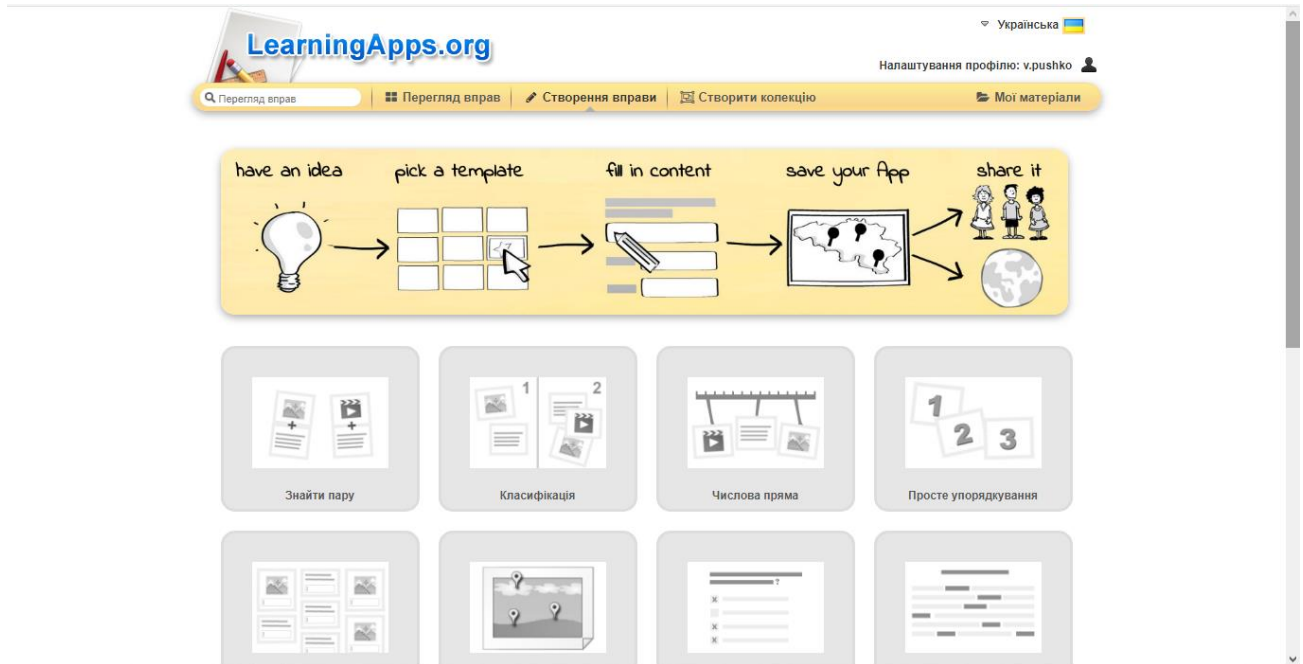 LearningApps.org
Українська
Налаштування профілю: v.pushko
Перегляд вправ
Перегляд вправ
Створення вправи
Створити колекцію
Мої матеріали
have an idea
pick a template
fill in content
save your App
share it
1 2
1
2 3
Знайти пару
Класифікація
Числова пряма
Просте упорядкування
?